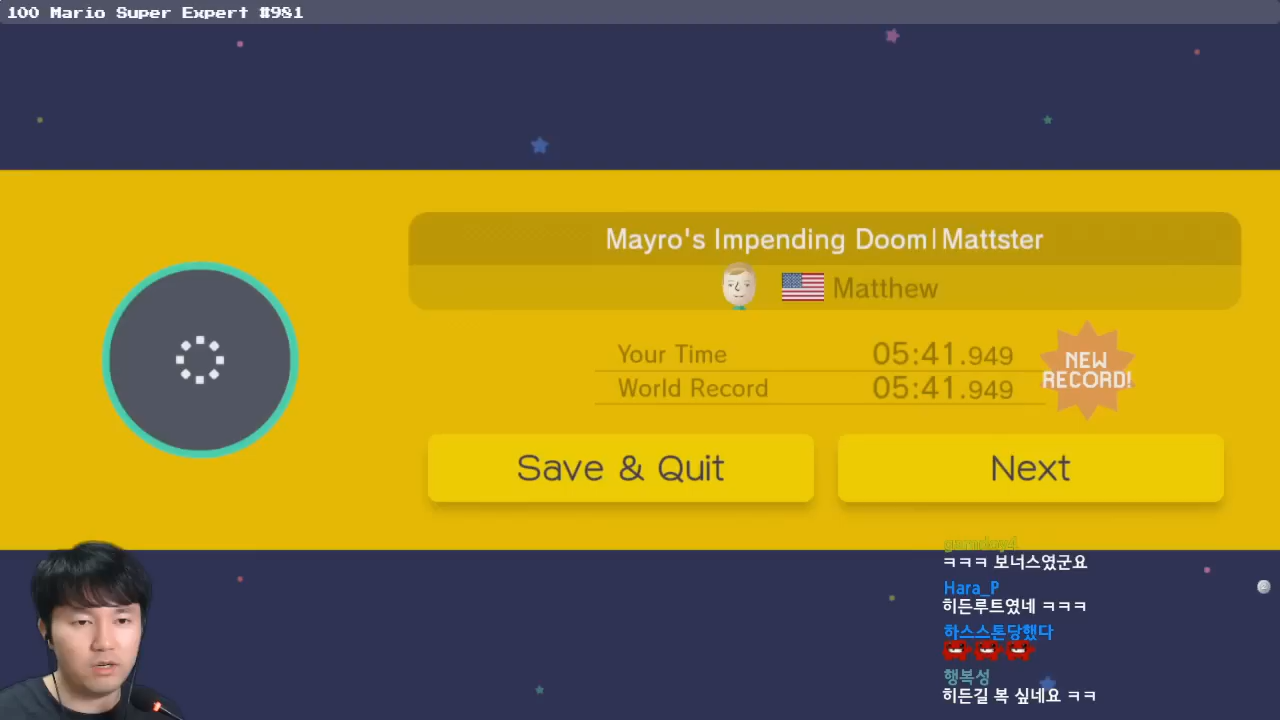 100 Mario Super Expert #981
Mayro's Impending Doom|Mattster
Matthew
Your Time 05:41.949
World Record 05:41.949
NEW RECORD!
Save & Quit
Next
ㅋㅋㅋ 보너스였군요
Hara_P
히든루트였네 ㅋㅋㅋ
하스스톤당했다
행복성
히든길 복 싶네요 ㅋㅋ